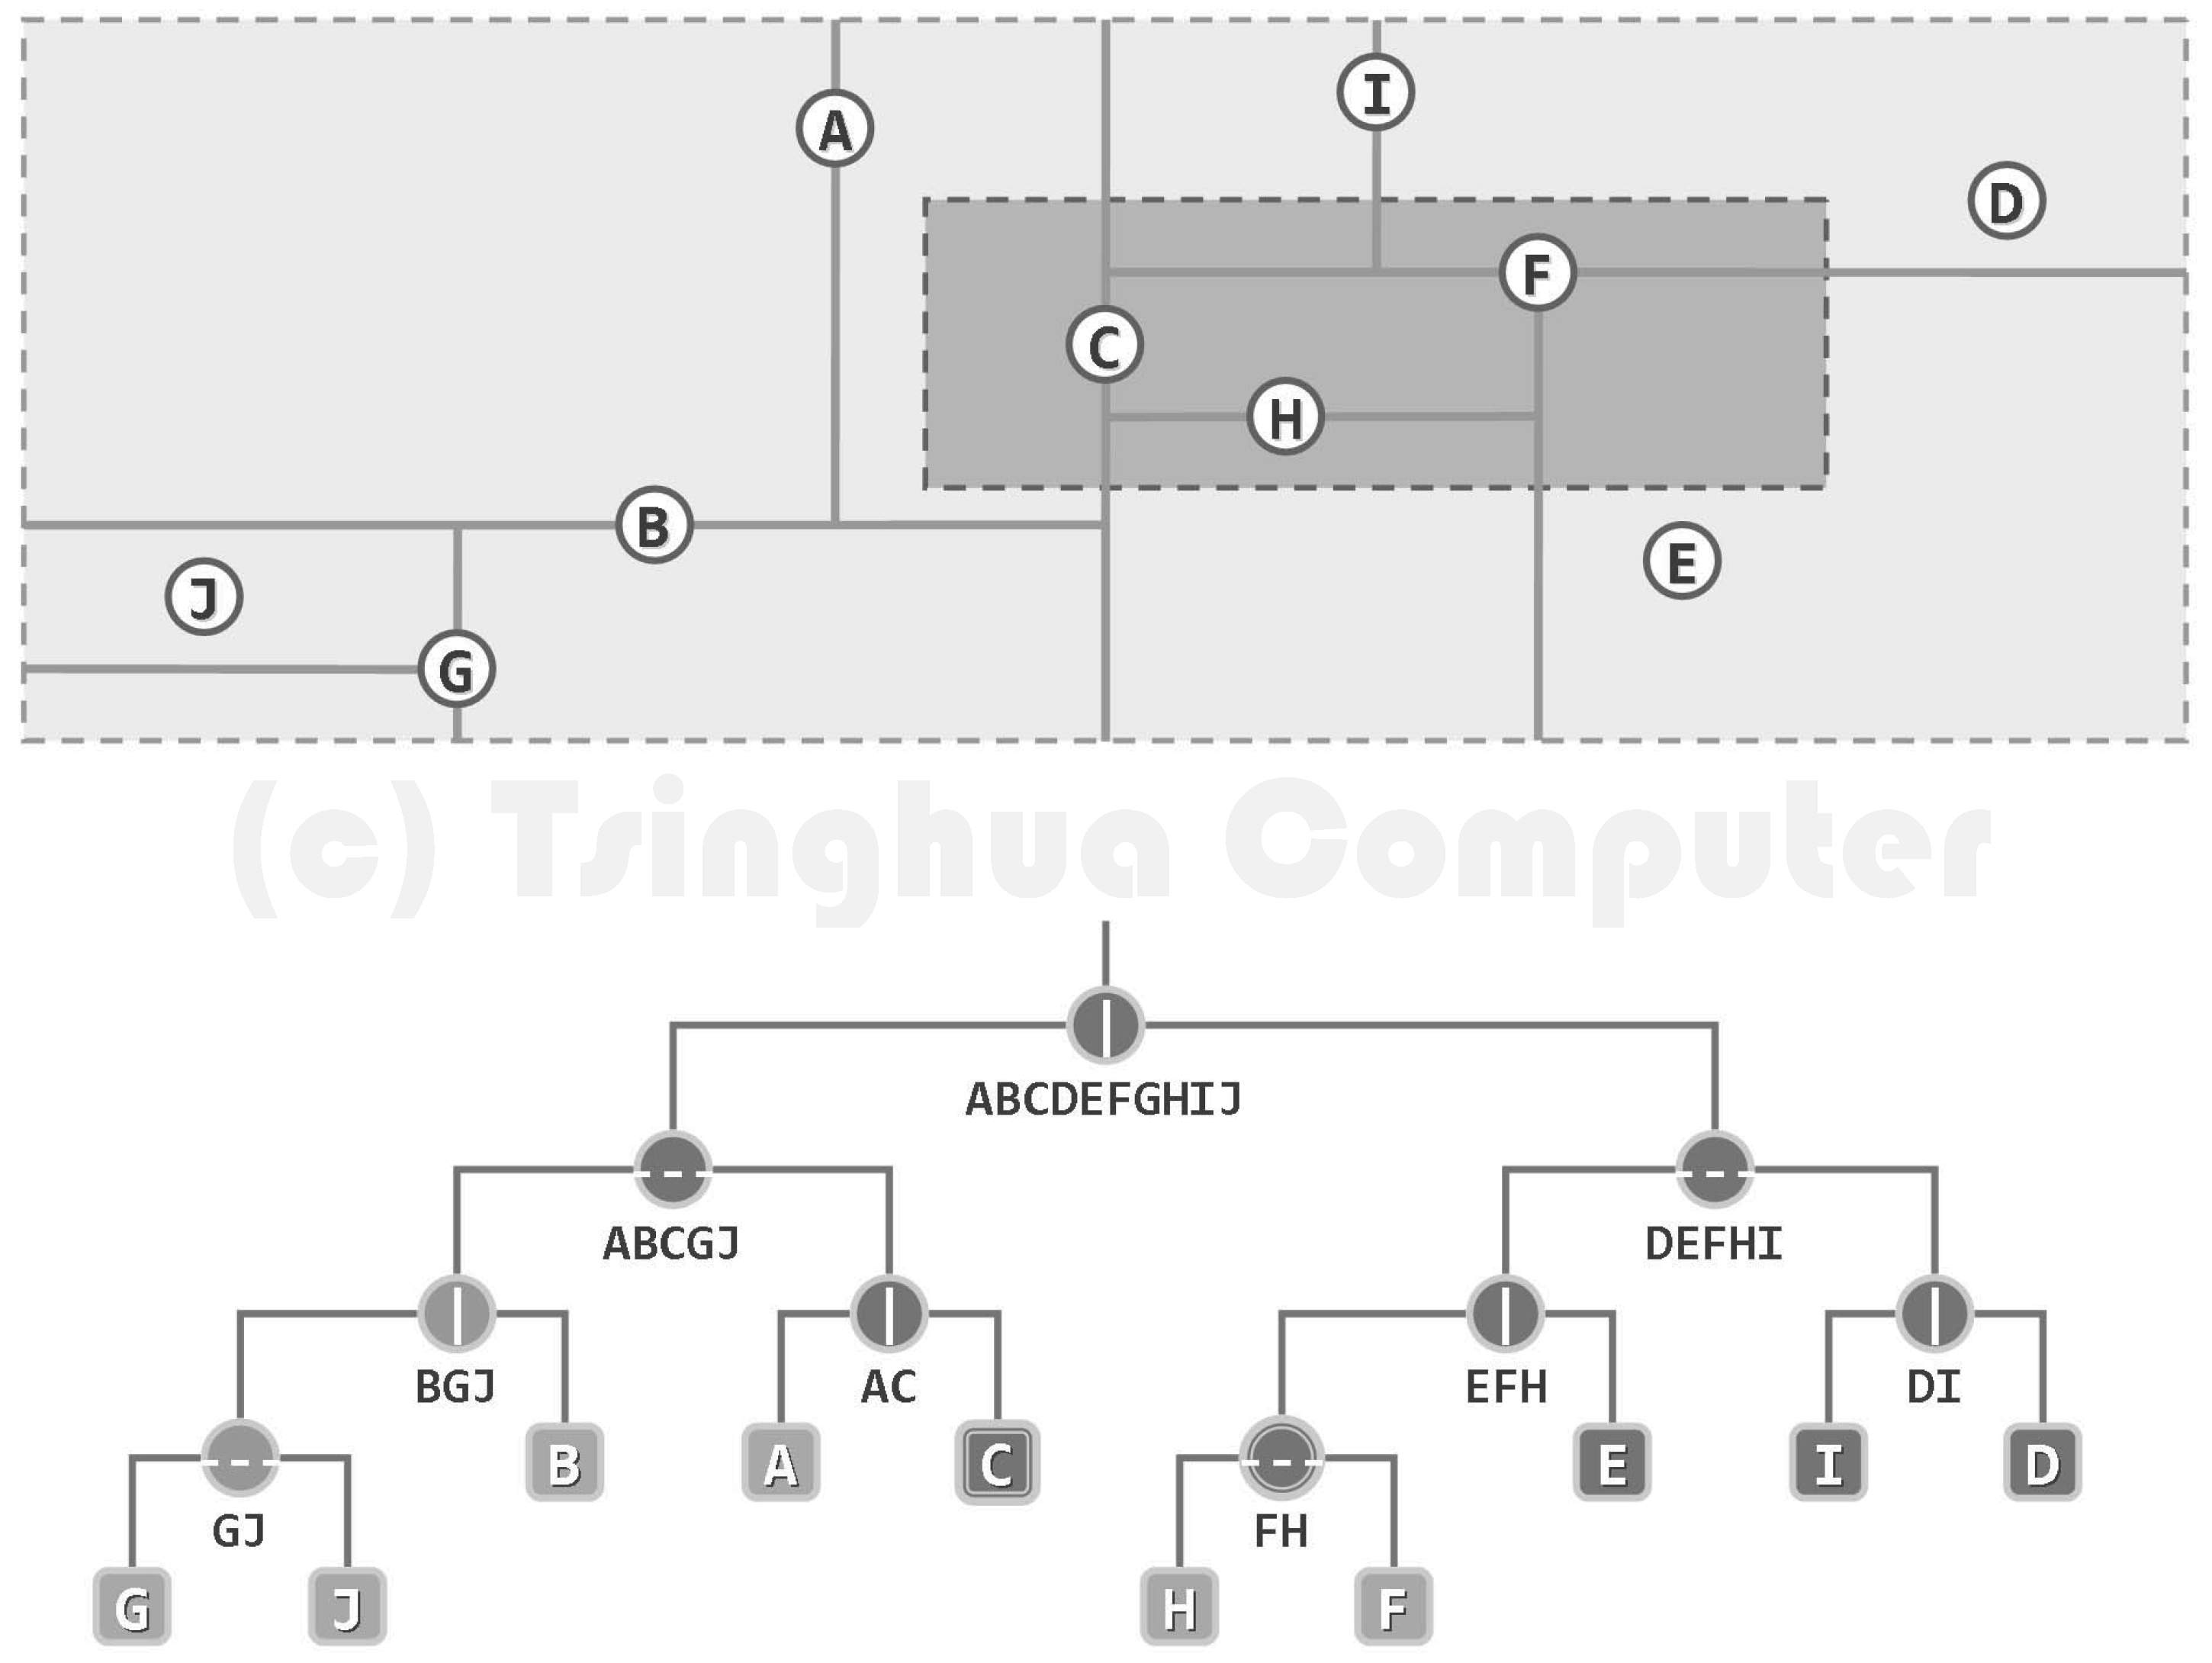 A
I
D
F
C
H
B
E
J
G
(c) Tsinghua Computer
ABCDEFGHIJ
ABCGJ
DEFHI
BGJ
AC
EFH
DI
B
A
C
E
I
D
GJ
FH
G
J
H
F